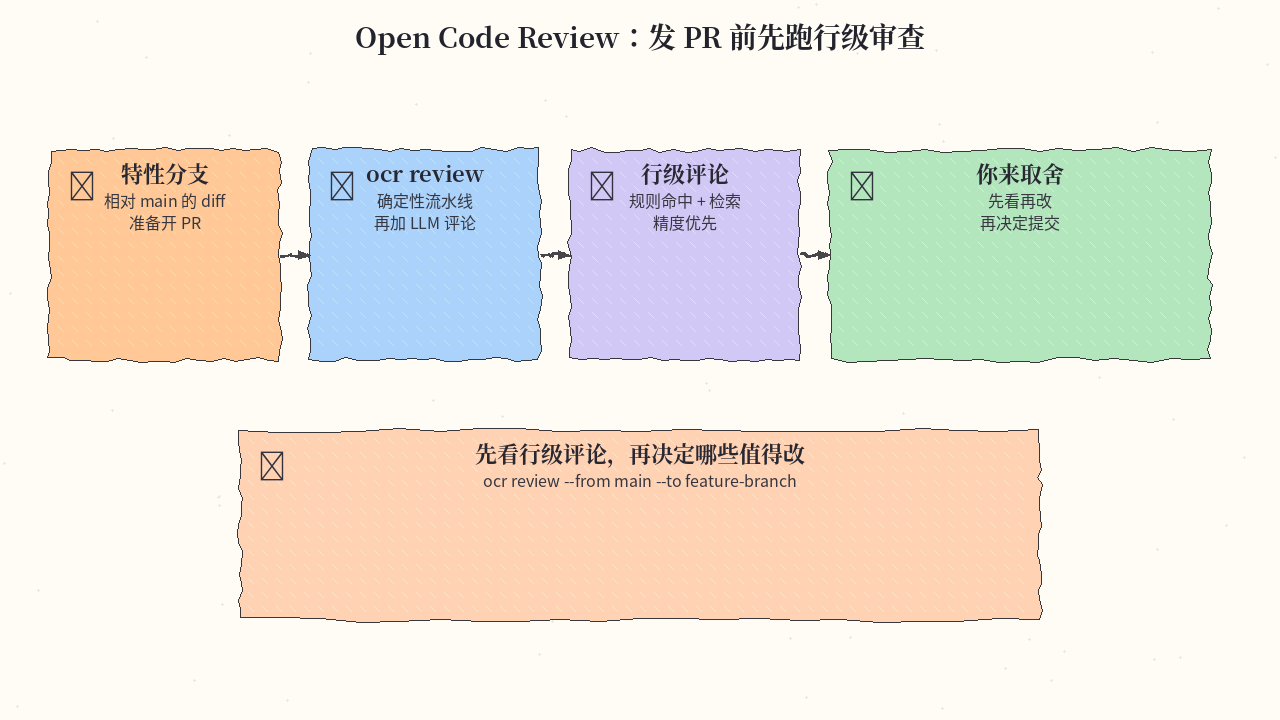 Open Code Review：发 PR 前先跑行级审查
特性分支
相对 main 的 diff
准备开 PR
ocr review
确定性流水线
再加 LLM 评论
行级评论
规则命中 + 检索
精度优先
你来取舍
先看再改
再决定提交
先看行级评论，再决定哪些值得改
ocr review --from main --to feature-branch